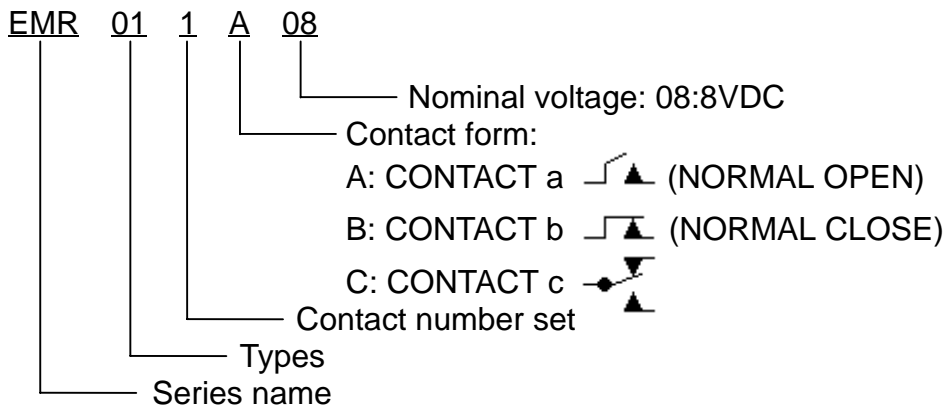 EMR 01 1 A 08
Nominal voltage: 08:8VDC
Contact form:
A: CONTACT a (NORMAL OPEN)
B: CONTACT b (NORMAL CLOSE)
C: CONTACT c
Contact number set
Types
Series name